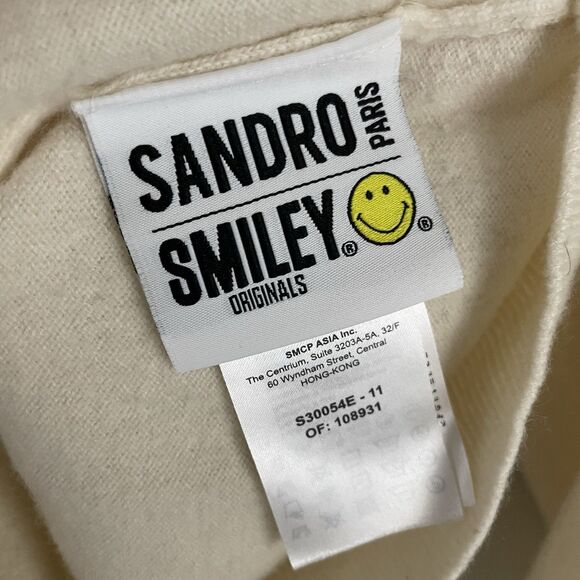 SANDRO PARIS
SMILEY® ®
ORIGINALS
SMCP ASIA Inc.
The Centrium, Suite 3203A-5A, 32/F
60 Wyndham Street, Central
HONG-KONG
S30054E - 11
OF: 108931